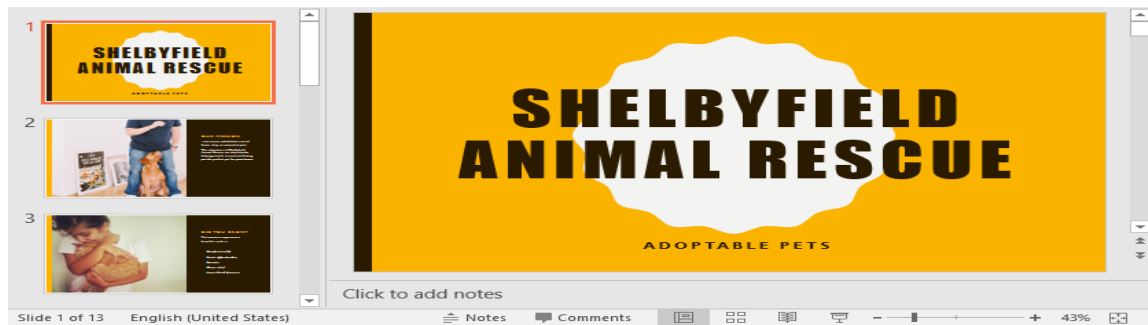 1
SHELBYFIELD
ANIMAL RESCUE
ADOPTABLE PETS
2
3
SHELBYFIELD
ANIMAL RESCUE
ADOPTABLE PETS
Click to add notes
Slide 1 of 13 English (United States) Notes Comments 43%